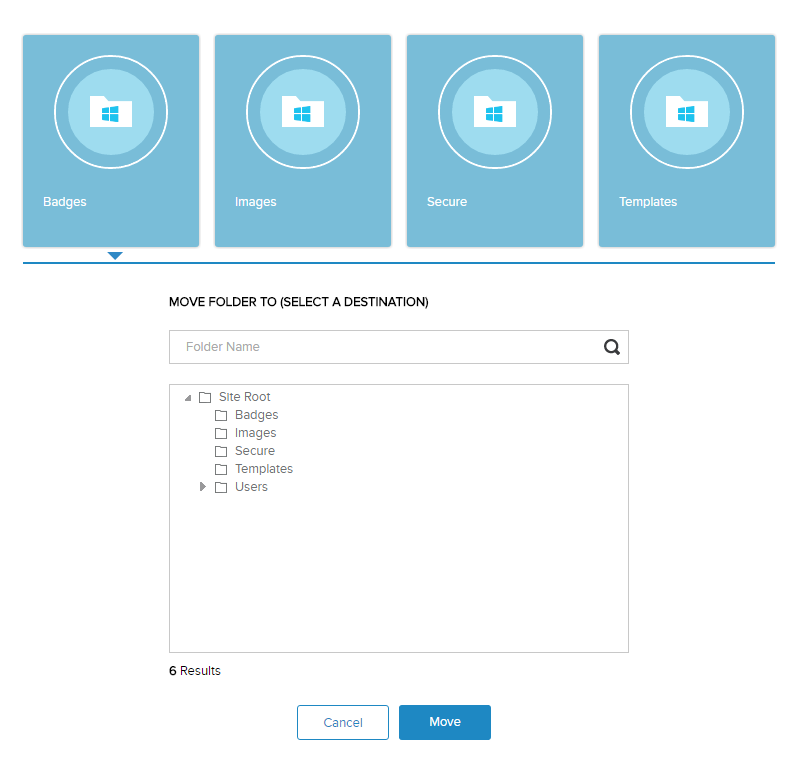 Badges
Images
Secure
Templates
MOVE FOLDER TO (SELECT A DESTINATION)
Folder Name
Site Root
Badges
Images
Secure
Templates
Users
6 Results
Cancel
Move